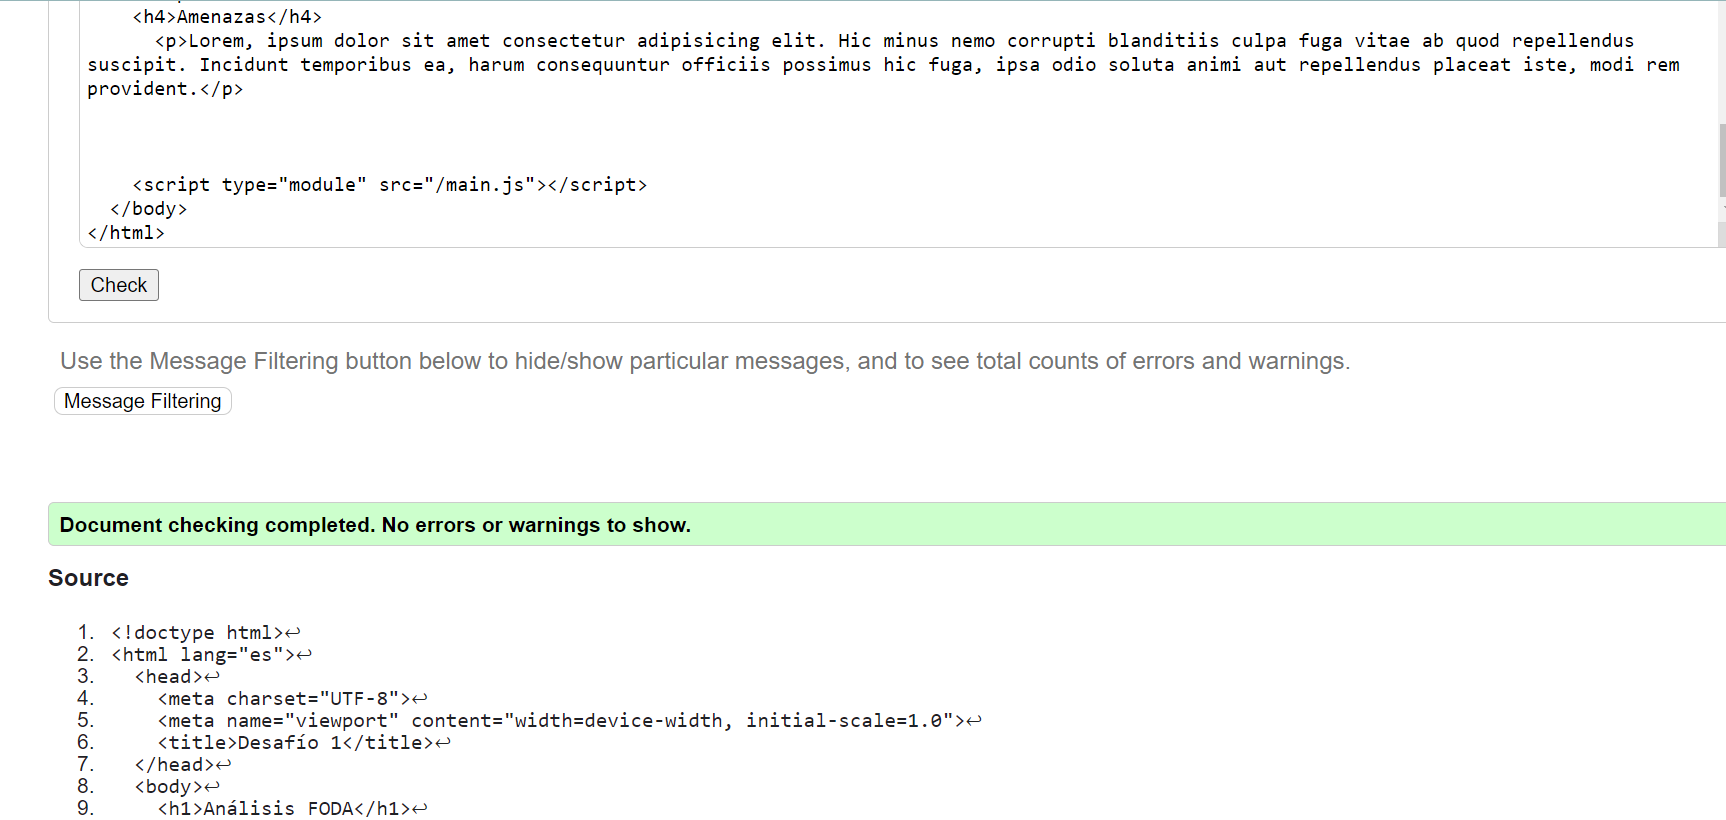 <h4>Amenazas</h4>
<p>Lorem, ipsum dolor sit amet consectetur adipisicing elit. Hic minus nemo corrupti blanditiis culpa fuga vitae ab quod repellendus
suscipit. Incidunt temporibus ea, harum consequuntur officiis possimus hic fuga, ipsa odio soluta animi aut repellendus placeat iste, modi rem
provident.</p>
<script type="module" src="/main.js"></script>
</body>
</html>
Check
Use the Message Filtering button below to hide/show particular messages, and to see total counts of errors and warnings.
Message Filtering
Document checking completed. No errors or warnings to show.
Source
1. <!doctype html>↩
2. <html lang="es">↩
3. <head>↩
4. <meta charset="UTF-8">↩
5. <meta name="viewport" content="width=device-width, initial-scale=1.0">↩
6. <title>Desafío 1</title>↩
7. </head>↩
8. <body>↩
9. <h1>Análisis FODA</h1>↩